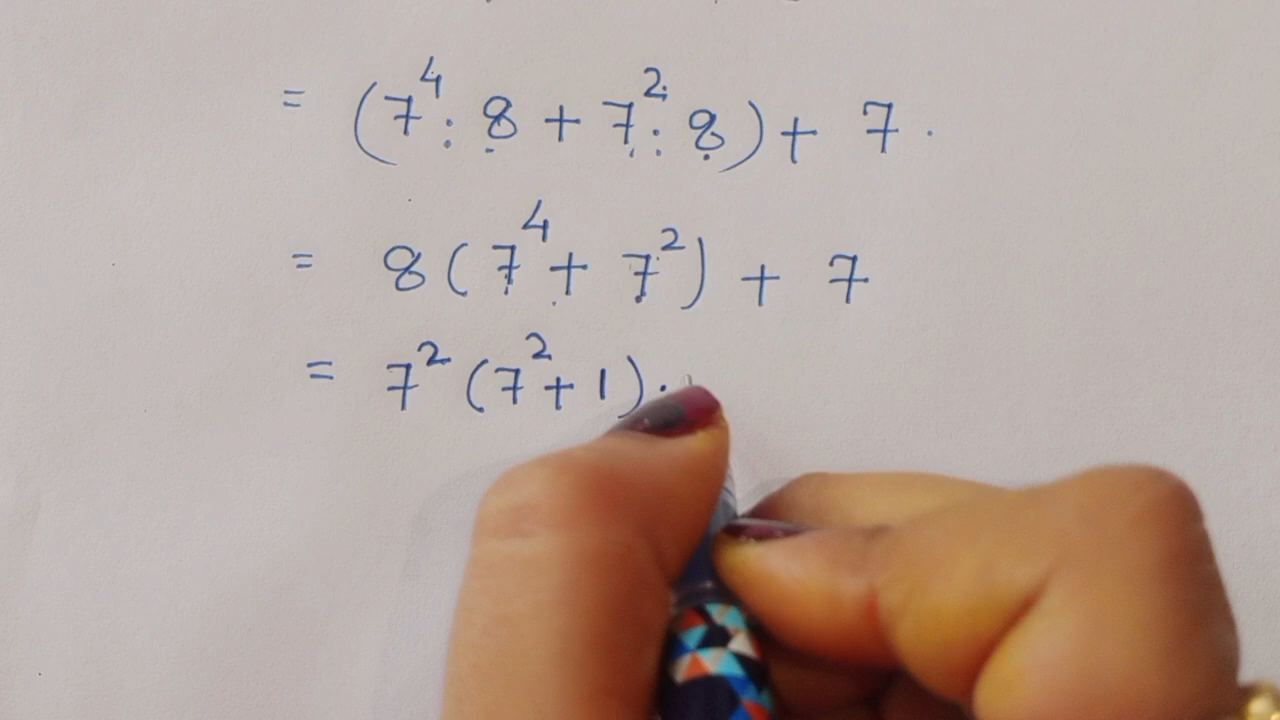 = (7⁴ : 8 + 7² : 8) + 7 .
= 8 (7⁴ + 7²) + 7
= 7² (7² + 1) .